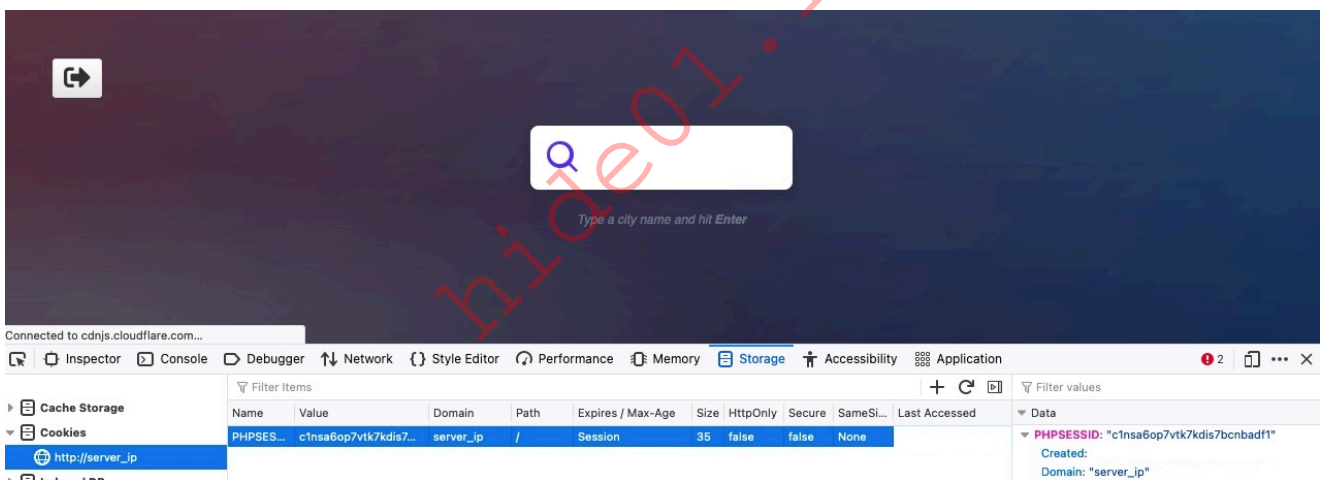 hide01.
Type a city name and hit Enter
Connected to cdnjs.cloudflare.com...
Inspector Console Debugger Network {} Style Editor Performance Memory Storage Accessibility Application 2
Filter Items Filter values
Cache Storage
Name Value Domain Path Expires / Max-Age Size HttpOnly Secure SameSi... Last Accessed Data
Cookies
PHPSES... c1nsa6op7vtk7kdis7... server_ip / Session 35 false false None PHPSESSID: "c1nsa6op7vtk7kdis7bcnbadf1"
http://server_ip Created:
Domain: "server_ip"